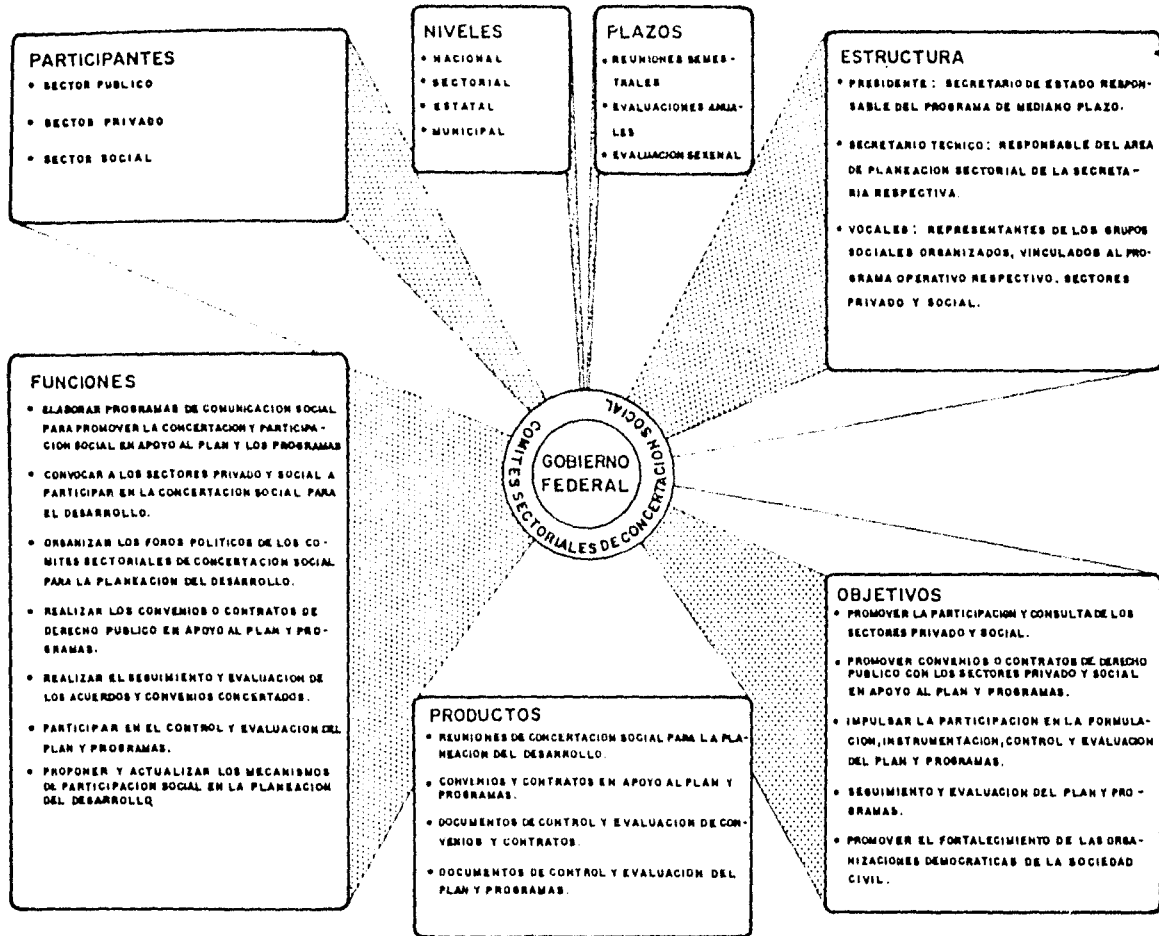 PARTICIPANTES
• SECTOR PUBLICO
• SECTOR PRIVADO
• SECTOR SOCIAL
NIVELES
• NACIONAL
• SECTORIAL
• ESTATAL
• MUNICIPAL
PLAZOS
• REUNIONES SEMES-
TRALES
• EVALUACIONES ANUA-
LES
• EVALUACION SEXENAL
ESTRUCTURA
• PRESIDENTE: SECRETARIO DE ESTADO RESPON-
SABLE DEL PROGRAMA DE MEDIANO PLAZO.
• SECRETARIO TECNICO: RESPONSABLE DEL AREA
DE PLANEACION SECTORIAL DE LA SECRETA-
RIA RESPECTIVA.
• VOCALES: REPRESENTANTES DE LOS GRUPOS
SOCIALES ORGANIZADOS, VINCULADOS AL PRO-
GRAMA OPERATIVO RESPECTIVO. SECTORES
PRIVADO Y SOCIAL.
FUNCIONES
• ELABORAR PROGRAMAS DE COMUNICACION SOCIAL
PARA PROMOVER LA CONCERTACION Y PARTICIPA-
CION SOCIAL EN APOYO AL PLAN Y LOS PROGRAMAS
• CONVOCAR A LOS SECTORES PRIVADO Y SOCIAL A
PARTICIPAR EN LA CONCERTACION SOCIAL PARA
EL DESARROLLO.
• ORGANIZAR LOS FOROS POLITICOS DE LOS CO-
MITES SECTORIALES DE CONCERTACION SOCIAL
PARA LA PLANEACION DEL DESARROLLO.
• REALIZAR LOS CONVENIOS O CONTRATOS DE
DERECHO PUBLICO EN APOYO AL PLAN Y PRO-
GRAMAS.
• REALIZAR EL SEGUIMIENTO Y EVALUACION DE
LOS ACUERDOS Y CONVENIOS CONCERTADOS.
• PARTICIPAR EN EL CONTROL Y EVALUACION DEL
PLAN Y PROGRAMAS.
• PROPONER Y ACTUALIZAR LOS MECANISMOS
DE PARTICIPACION SOCIAL EN LA PLANEACION
DEL DESARROLLO
COMITES SECTORIALES DE CONCERTACION SOCIAL
GOBIERNO
FEDERAL
PRODUCTOS
• REUNIONES DE CONCERTACION SOCIAL PARA LA PLA-
NEACION DEL DESARROLLO.
• CONVENIOS Y CONTRATOS EN APOYO AL PLAN Y
PROGRAMAS.
• DOCUMENTOS DE CONTROL Y EVALUACION DE CON-
VENIOS Y CONTRATOS.
• DOCUMENTOS DE CONTROL Y EVALUACION DEL
PLAN Y PROGRAMAS.
OBJETIVOS
• PROMOVER LA PARTICIPACION Y CONSULTA DE LOS
SECTORES PRIVADO Y SOCIAL.
• PROMOVER CONVENIOS O CONTRATOS DE DERECHO
PUBLICO CON LOS SECTORES PRIVADO Y SOCIAL
EN APOYO AL PLAN Y PROGRAMAS.
• IMPULSAR LA PARTICIPACION EN LA FORMULA-
CION, INSTRUMENTACION, CONTROL Y EVALUACION
DEL PLAN Y PROGRAMAS.
• SEGUIMIENTO Y EVALUACION DEL PLAN Y PRO-
GRAMAS.
• PROMOVER EL FORTALECIMIENTO DE LAS ORGA-
NIZACIONES DEMOCRATICAS DE LA SOCIEDAD
CIVIL.